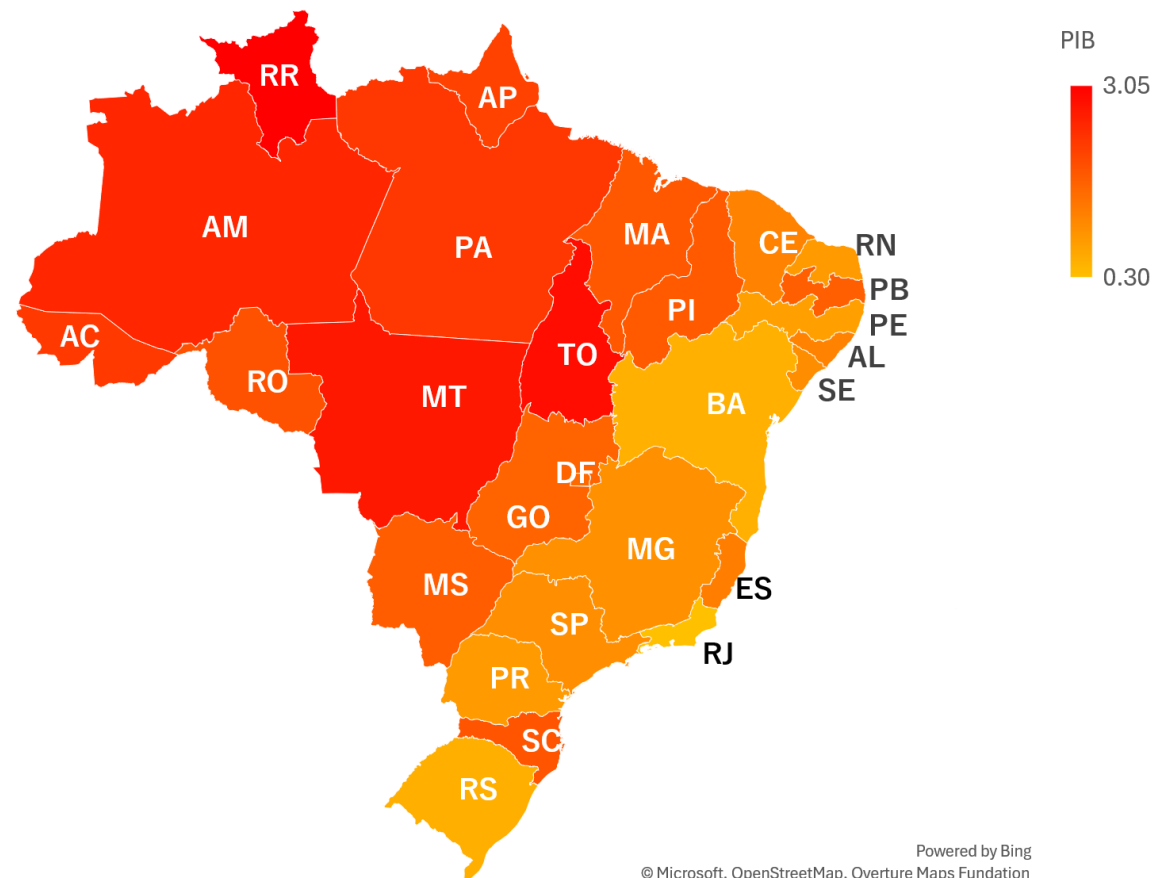 PIB
3.05
0.30
RR
AP
AM
PA
MA
CE
RN
PB
PE
AL
SE
PI
AC
RO
TO
MT
BA
DF
GO
MG
ES
MS
SP
RJ
PR
SC
RS
Powered by Bing
© Microsoft, OpenStreetMap, Overture Maps Fundation